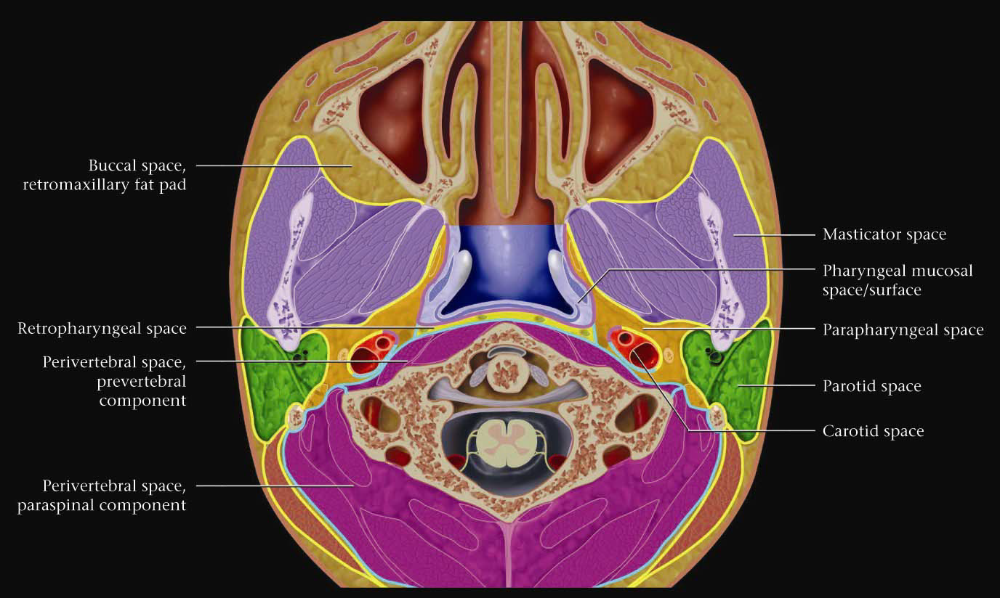 Buccal space,
retromaxillary fat pad
Retropharyngeal space
Perivertebral space,
prevertebral
component
Perivertebral space,
paraspinal component
Masticator space
Pharyngeal mucosal
space/surface
Parapharyngeal space
Parotid space
Carotid space